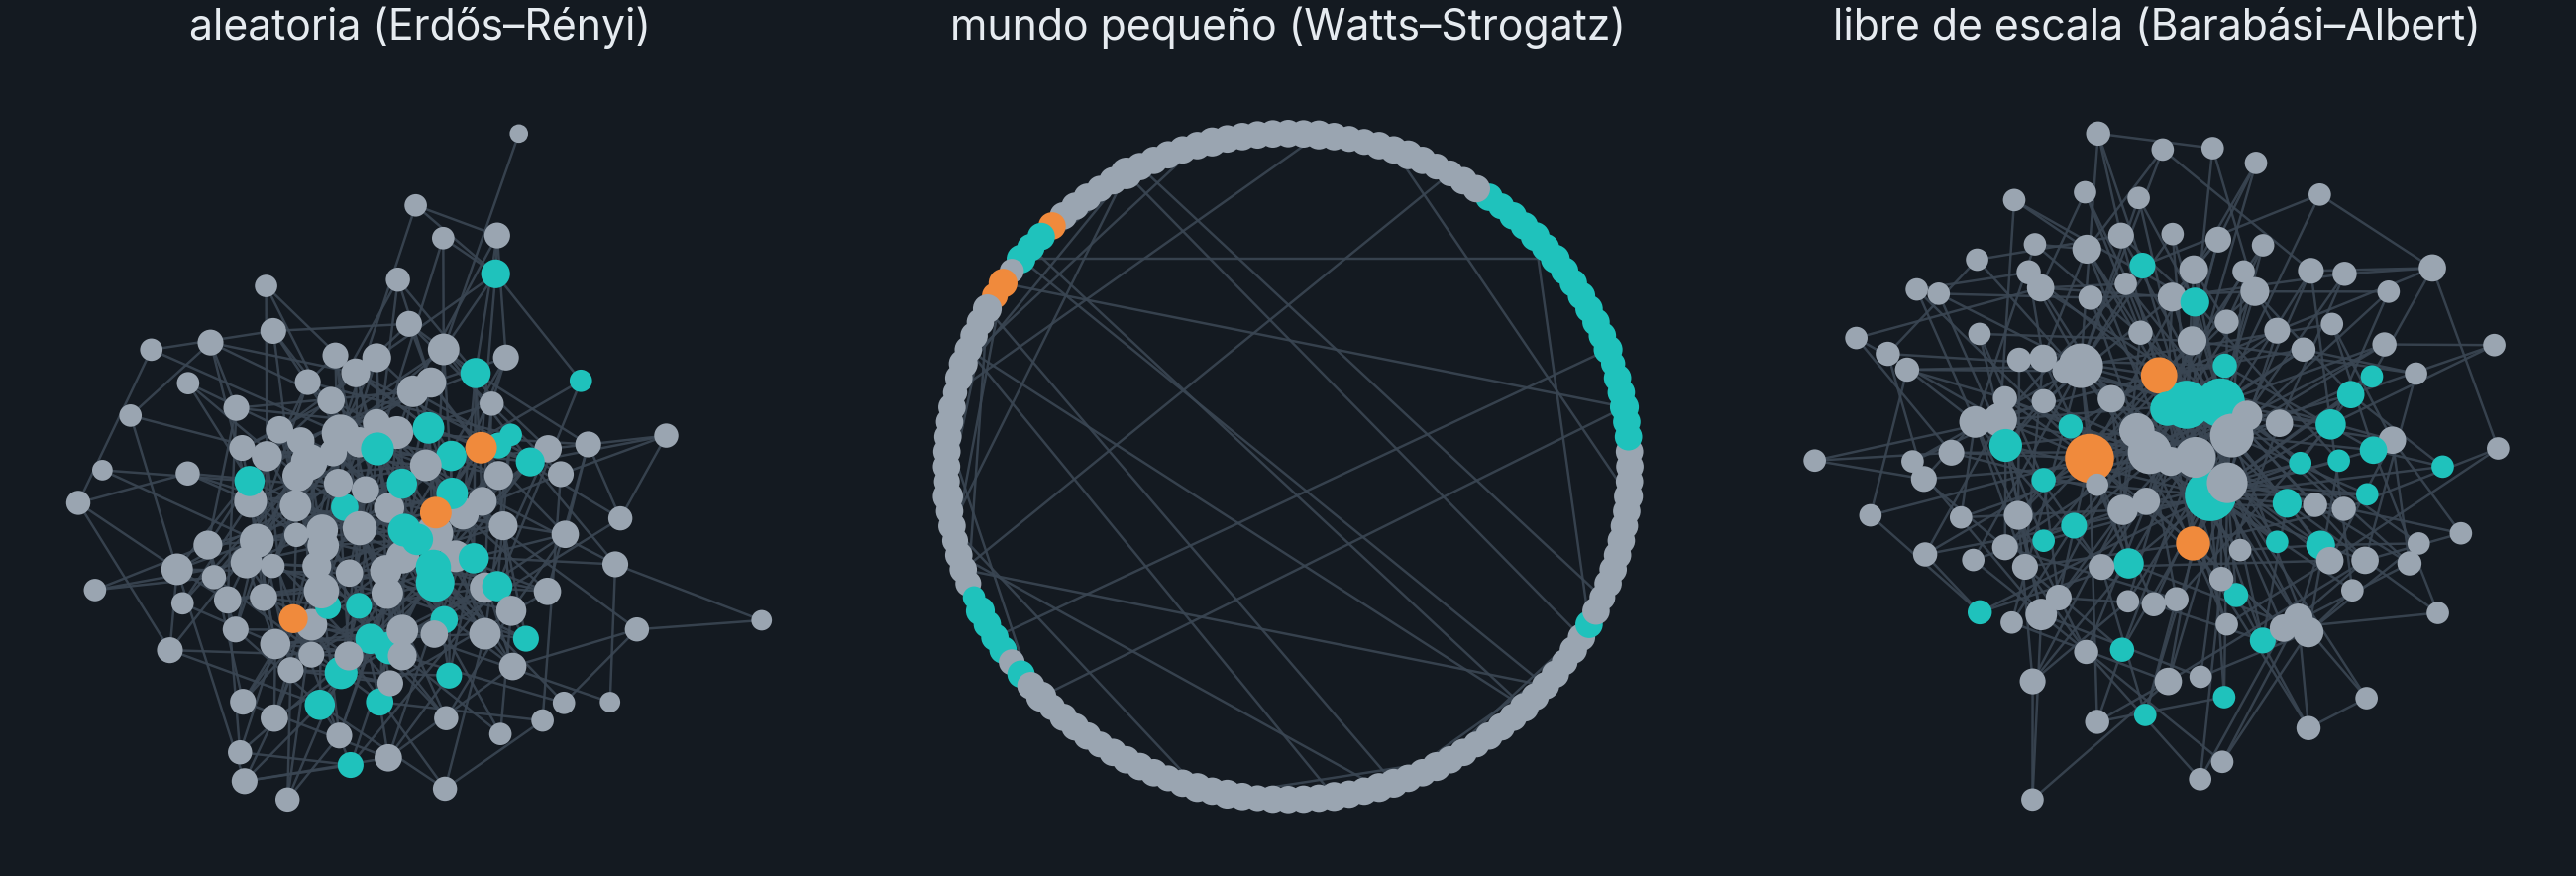 aleatoria (Erdős–Rényi)
mundo pequeño (Watts–Strogatz)
libre de escala (Barabási–Albert)